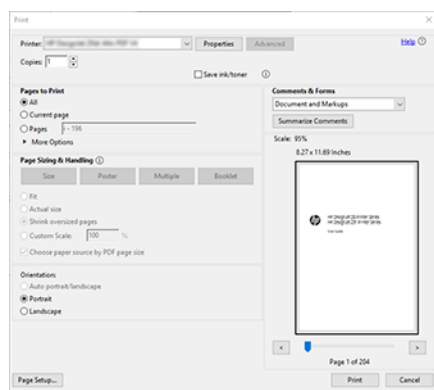 Print
Printer:
Properties
Advanced
Help
Copies: 1
Save ink/toner
Pages to Print
All
Current page
Pages
- 196
More Options
Page Sizing & Handling
Size
Poster
Multiple
Booklet
Fit
Actual size
Shrink oversized pages
Custom Scale: 100 %
Choose paper source by PDF page size
Orientation:
Auto portrait/landscape
Portrait
Landscape
Comments & Forms
Document and Markups
Summarize Comments
Scale: 95%
8.27 x 11.69 Inches
hp
User Guide
<
>
Page 1 of 204
Page Setup...
Print
Cancel